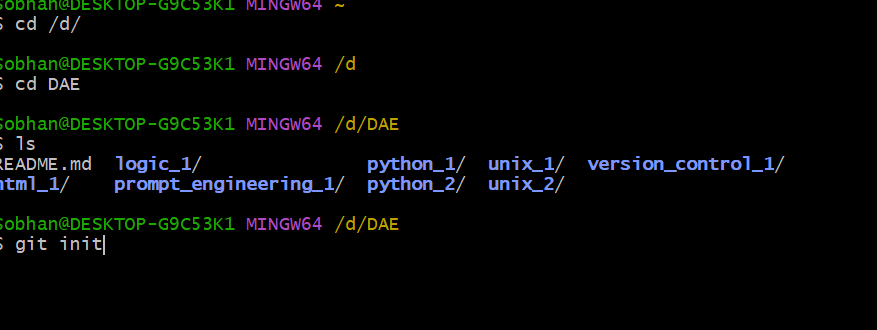 Sobhan@DESKTOP-G9C53K1 MINGW64 ~
$ cd /d/
Sobhan@DESKTOP-G9C53K1 MINGW64 /d
$ cd DAE
Sobhan@DESKTOP-G9C53K1 MINGW64 /d/DAE
$ ls
README.md  logic_1/               python_1/  unix_1/  version_control_1/
html_1/    prompt_engineering_1/  python_2/  unix_2/
Sobhan@DESKTOP-G9C53K1 MINGW64 /d/DAE
$ git init